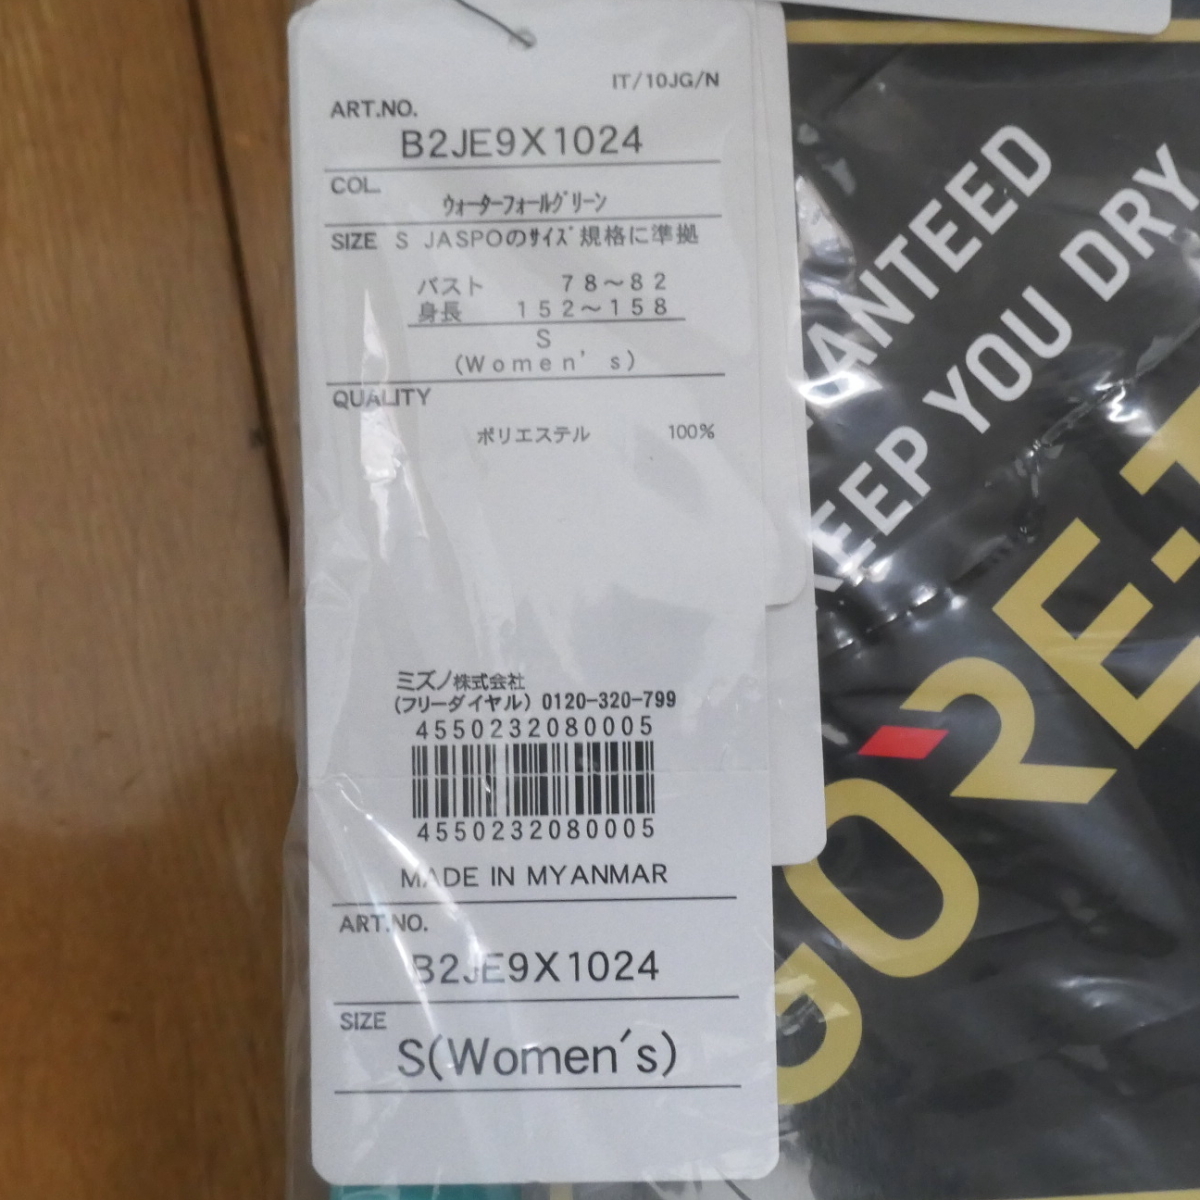 IT/10JG/N
ART.NO.
B2JE9X1024
COL.
ｳｫｰﾀｰﾌｫｰﾙｸﾞﾘｰﾝ
SIZE S JASPOのｻｲｽﾞ規格に準拠
バスト 78～82
身長 152～158
S
(Women's)
QUALITY
ポリエステル 100%
ミズノ株式会社
(フリーダイヤル) 0120-320-799
4550232080005
4550232080005
MADE IN MYANMAR
ART.NO.
B2JE9X1024
SIZE
S(Women's)
ANTEED
KEEP YOU DRY
GORE-T